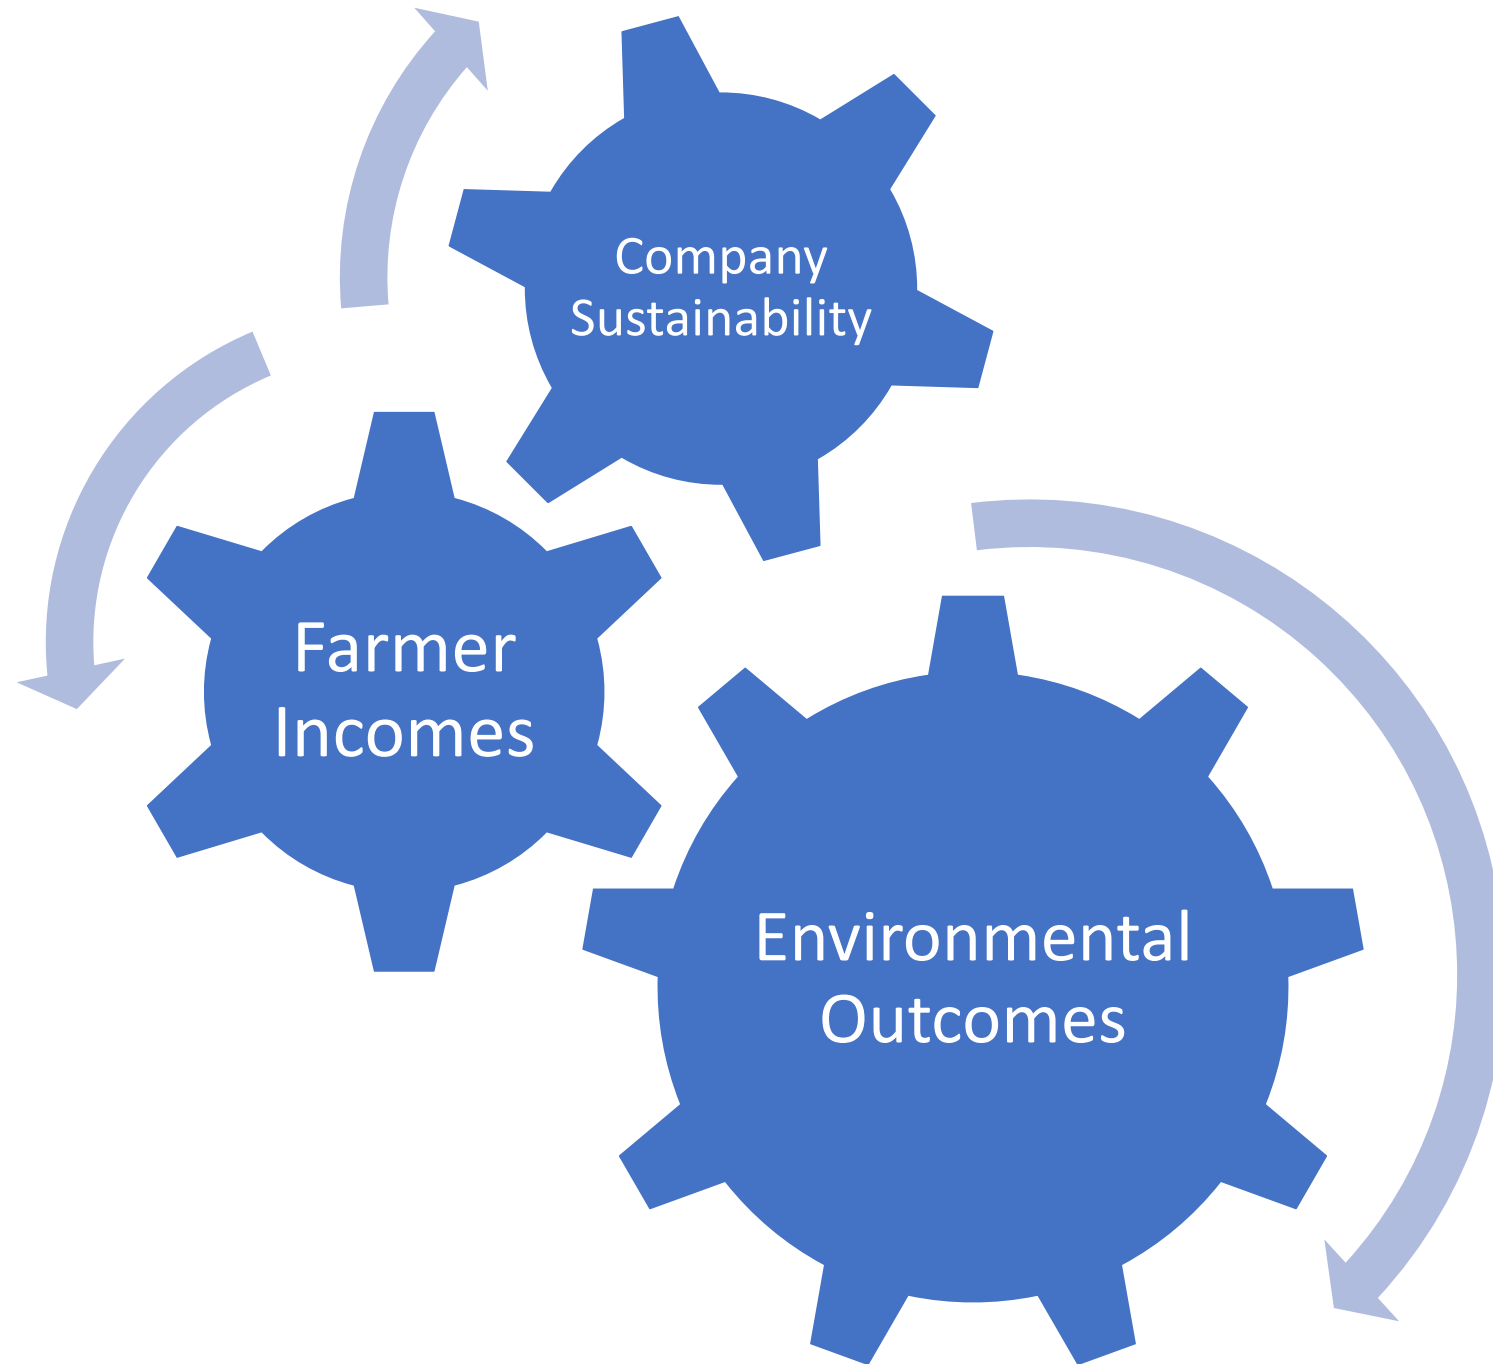 Company
Sustainability
Farmer
Incomes
Environmental
Outcomes